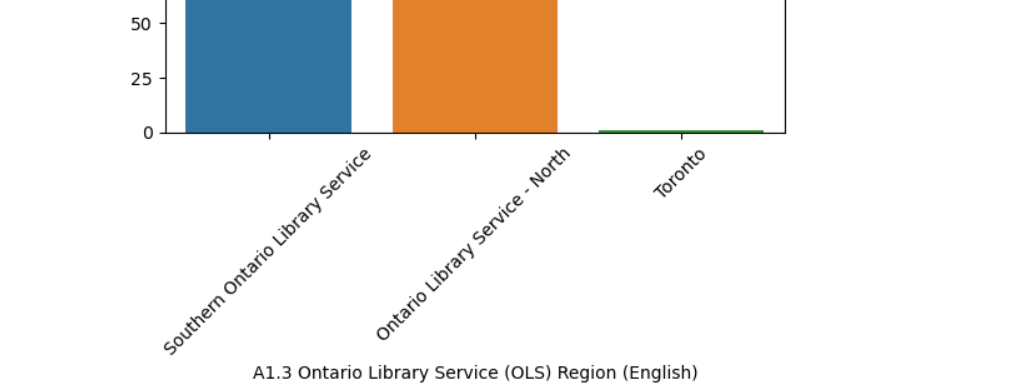 50
25
0
Southern Ontario Library Service
Ontario Library Service - North
Toronto
A1.3 Ontario Library Service (OLS) Region (English)